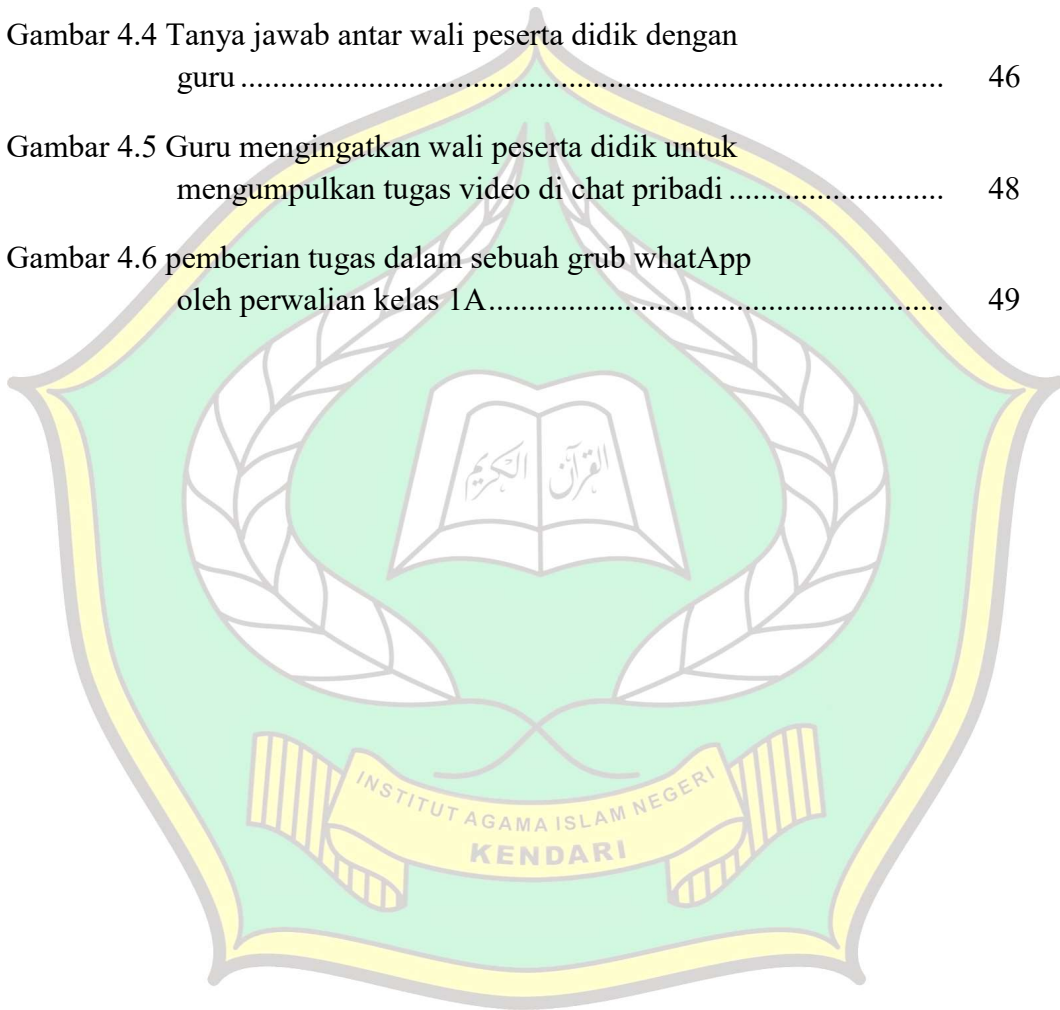 Gambar 4.4 Tanya jawab antar wali peserta didik dengan
guru ........................................................................................ 46
Gambar 4.5 Guru mengingatkan wali peserta didik untuk
mengumpulkan tugas video di chat pribadi ........................... 48
Gambar 4.6 pemberian tugas dalam sebuah grub whatApp
oleh perwalian kelas 1A......................................................... 49
القرآن الكريم
INSTITUT AGAMA ISLAM NEGERI
KENDARI